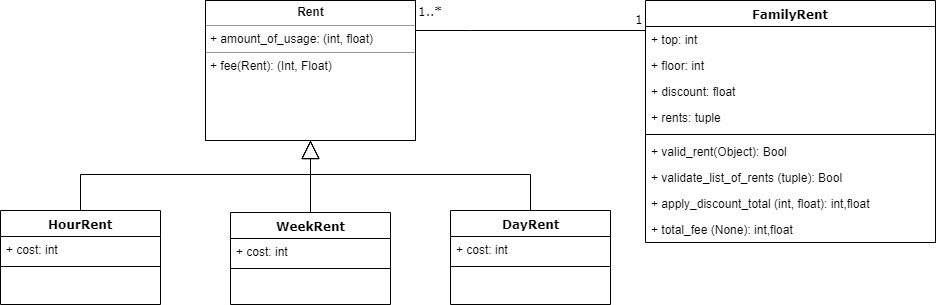 Rent
+ amount_of_usage: (int, float)
+ fee(Rent): (Int, Float)
1..*
1
FamilyRent
+ top: int
+ floor: int
+ discount: float
+ rents: tuple
+ valid_rent(Object): Bool
+ validate_list_of_rents (tuple): Bool
+ apply_discount_total (int, float): int,float
+ total_fee (None): int,float
HourRent
+ cost: int
WeekRent
+ cost: int
DayRent
+ cost: int